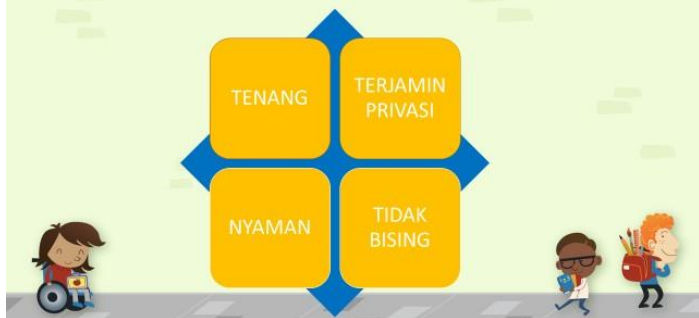 TENANG
TERJAMIN
PRIVASI
NYAMAN
TIDAK
BISING